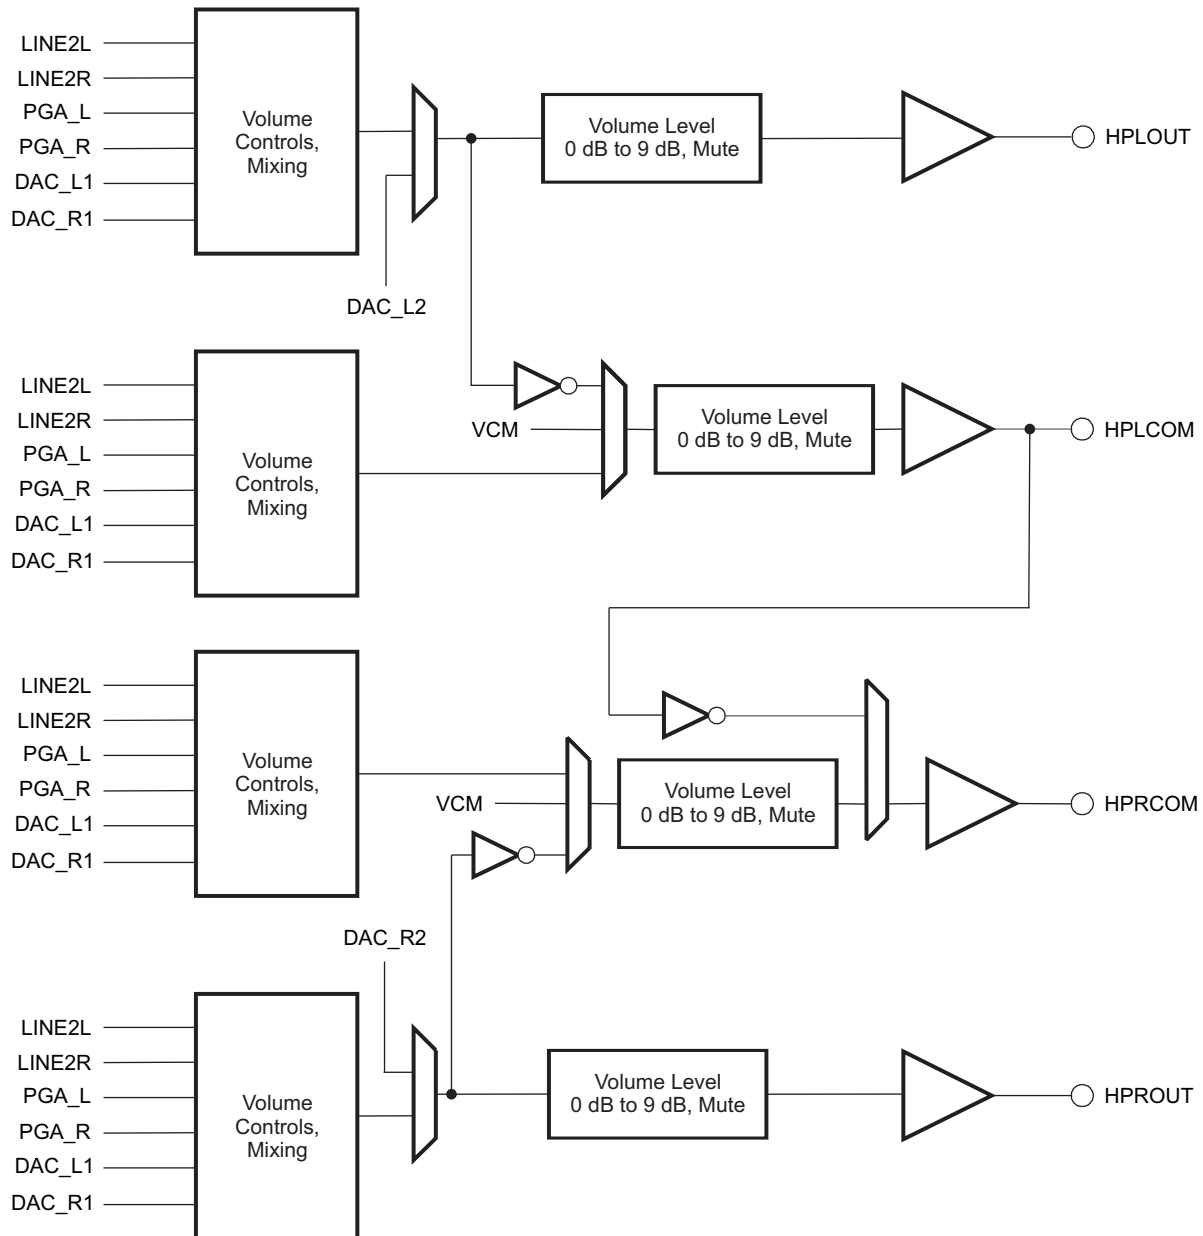 LINE2L
LINE2R
PGA_L
PGA_R
DAC_L1
DAC_R1
Volume
Controls,
Mixing
DAC_L2
Volume Level
0 dB to 9 dB, Mute
HPLOUT
LINE2L
LINE2R
PGA_L
PGA_R
DAC_L1
DAC_R1
Volume
Controls,
Mixing
VCM
Volume Level
0 dB to 9 dB, Mute
HPLCOM
LINE2L
LINE2R
PGA_L
PGA_R
DAC_L1
DAC_R1
Volume
Controls,
Mixing
VCM
Volume Level
0 dB to 9 dB, Mute
HPRCOM
DAC_R2
LINE2L
LINE2R
PGA_L
PGA_R
DAC_L1
DAC_R1
Volume
Controls,
Mixing
Volume Level
0 dB to 9 dB, Mute
HPROUT